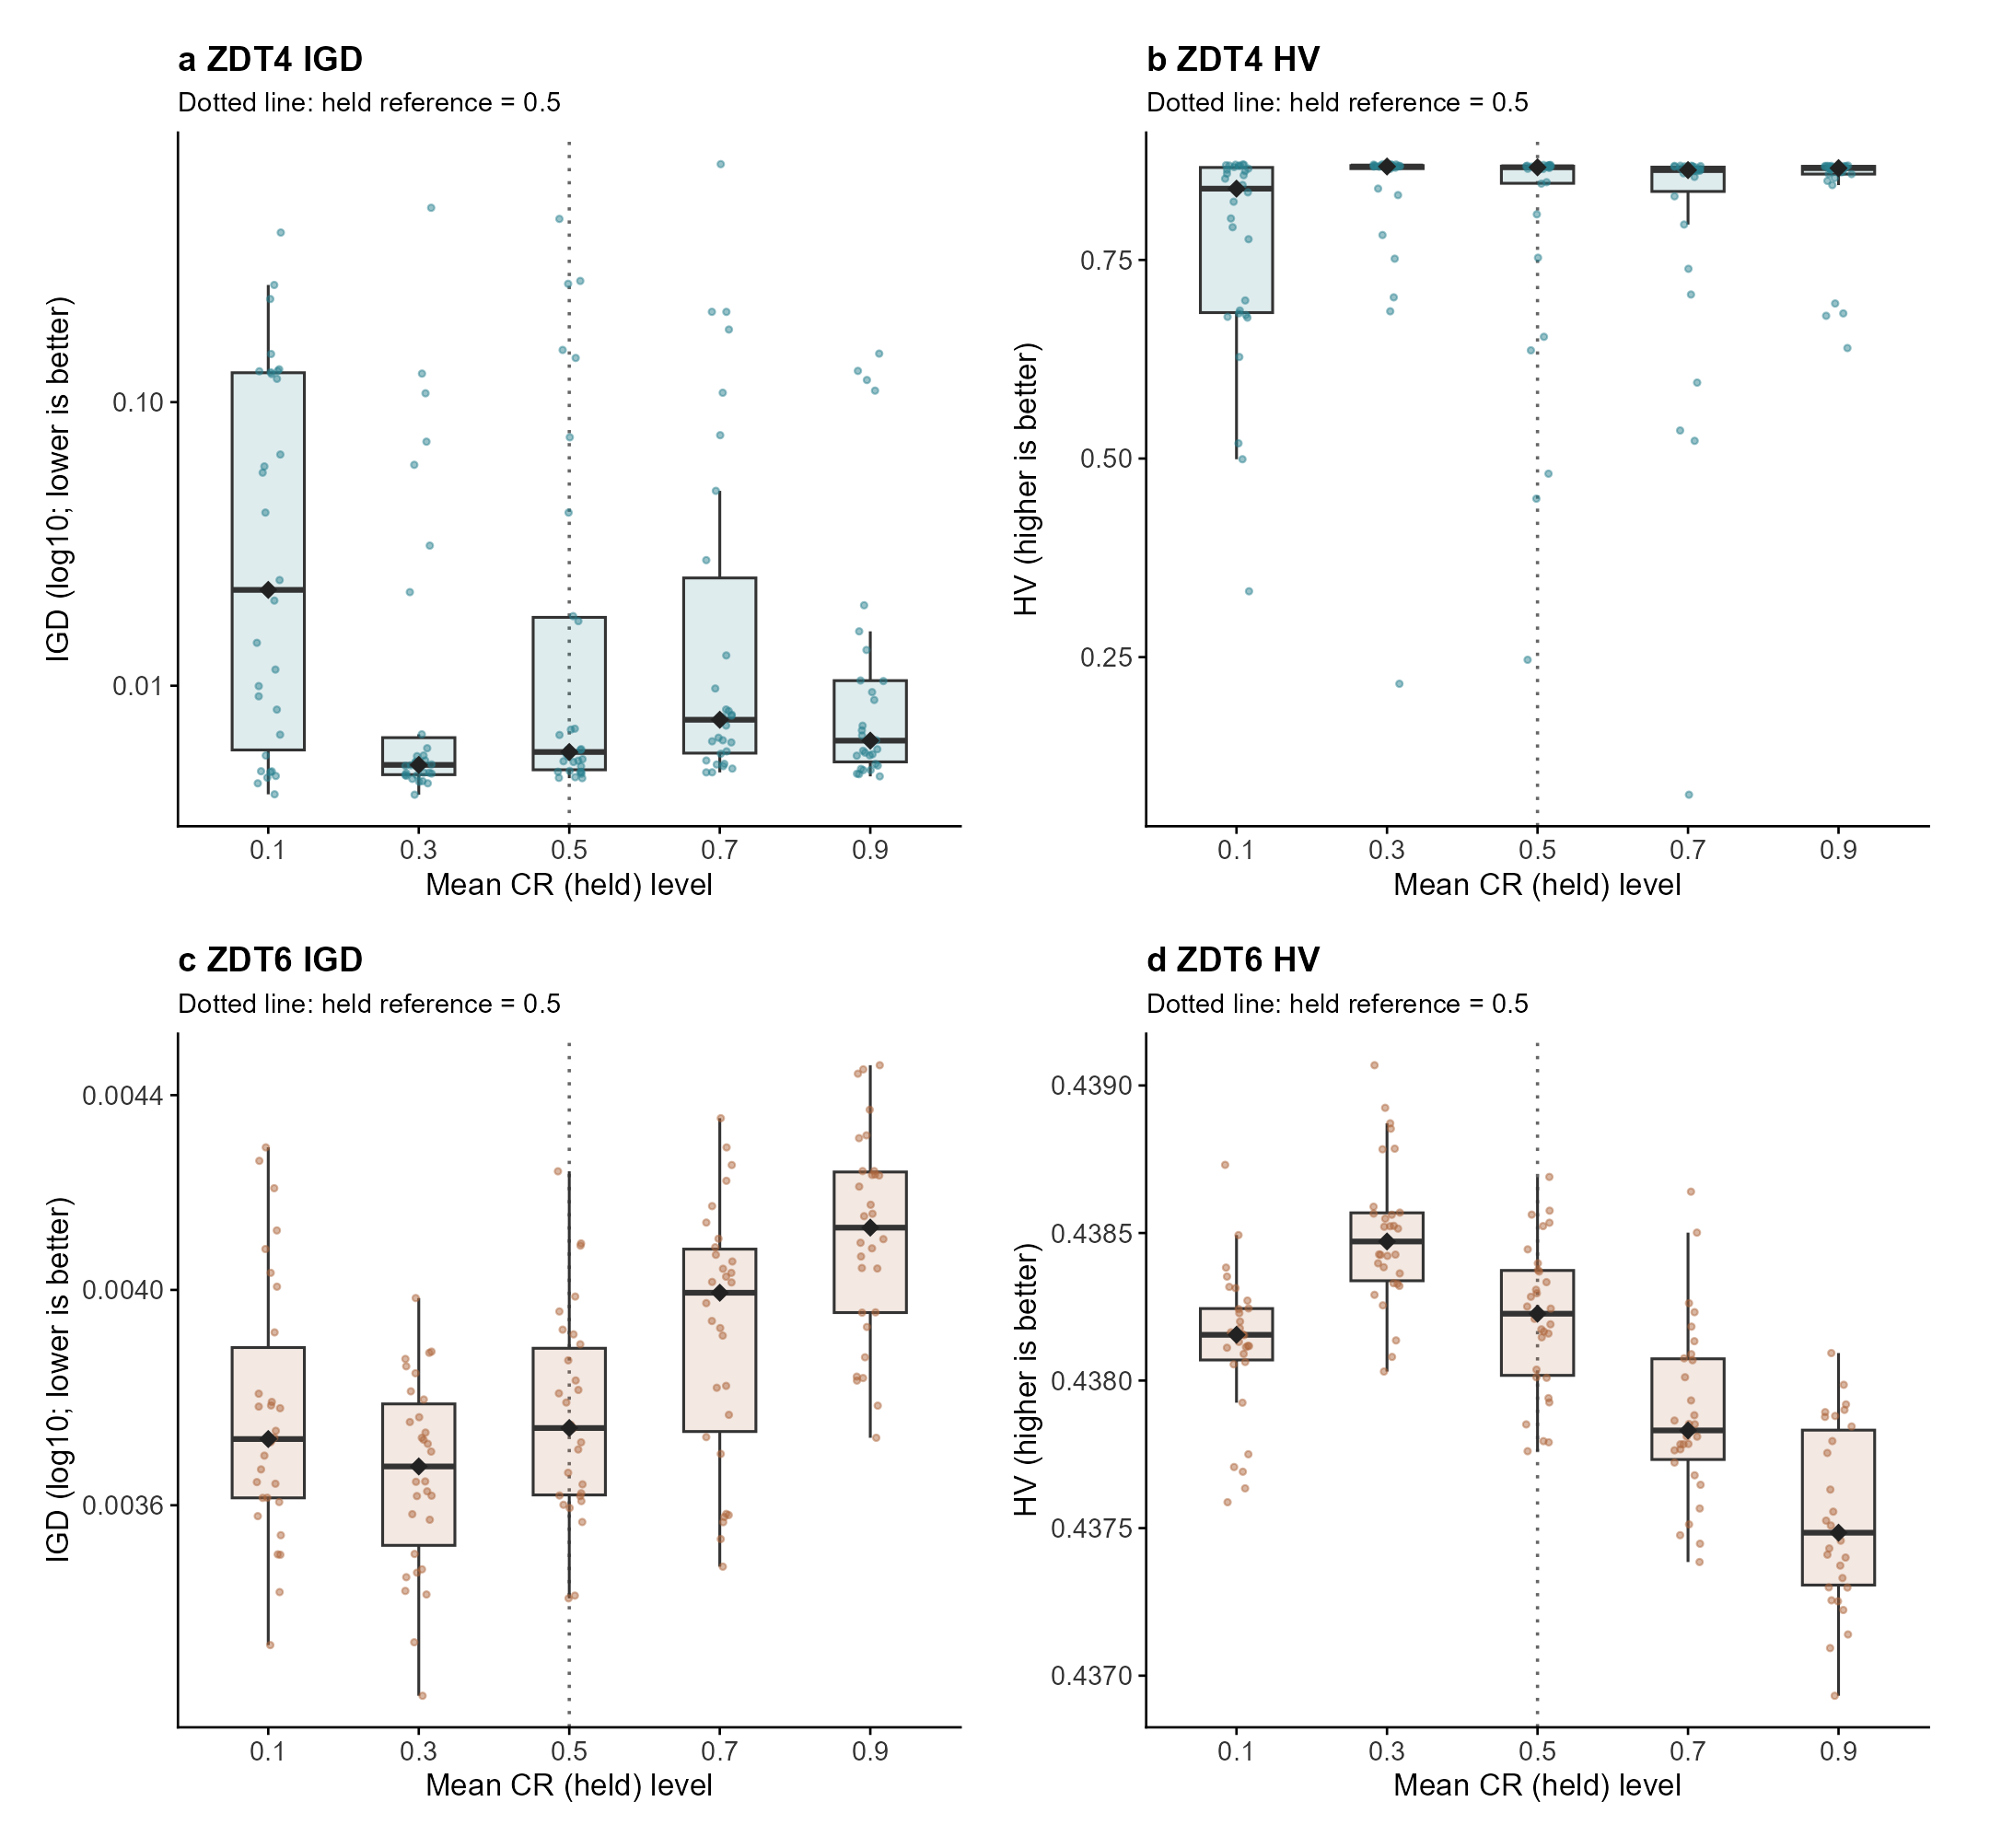 a ZDT4 IGD
Dotted line: held reference = 0.5
IGD (log10; lower is better)
0.10
0.01
0.1 0.3 0.5 0.7 0.9
Mean CR (held) level
b ZDT4 HV
Dotted line: held reference = 0.5
HV (higher is better)
0.75
0.50
0.25
0.1 0.3 0.5 0.7 0.9
Mean CR (held) level
c ZDT6 IGD
Dotted line: held reference = 0.5
IGD (log10; lower is better)
0.0044
0.0040
0.0036
0.1 0.3 0.5 0.7 0.9
Mean CR (held) level
d ZDT6 HV
Dotted line: held reference = 0.5
HV (higher is better)
0.4390
0.4385
0.4380
0.4375
0.4370
0.1 0.3 0.5 0.7 0.9
Mean CR (held) level